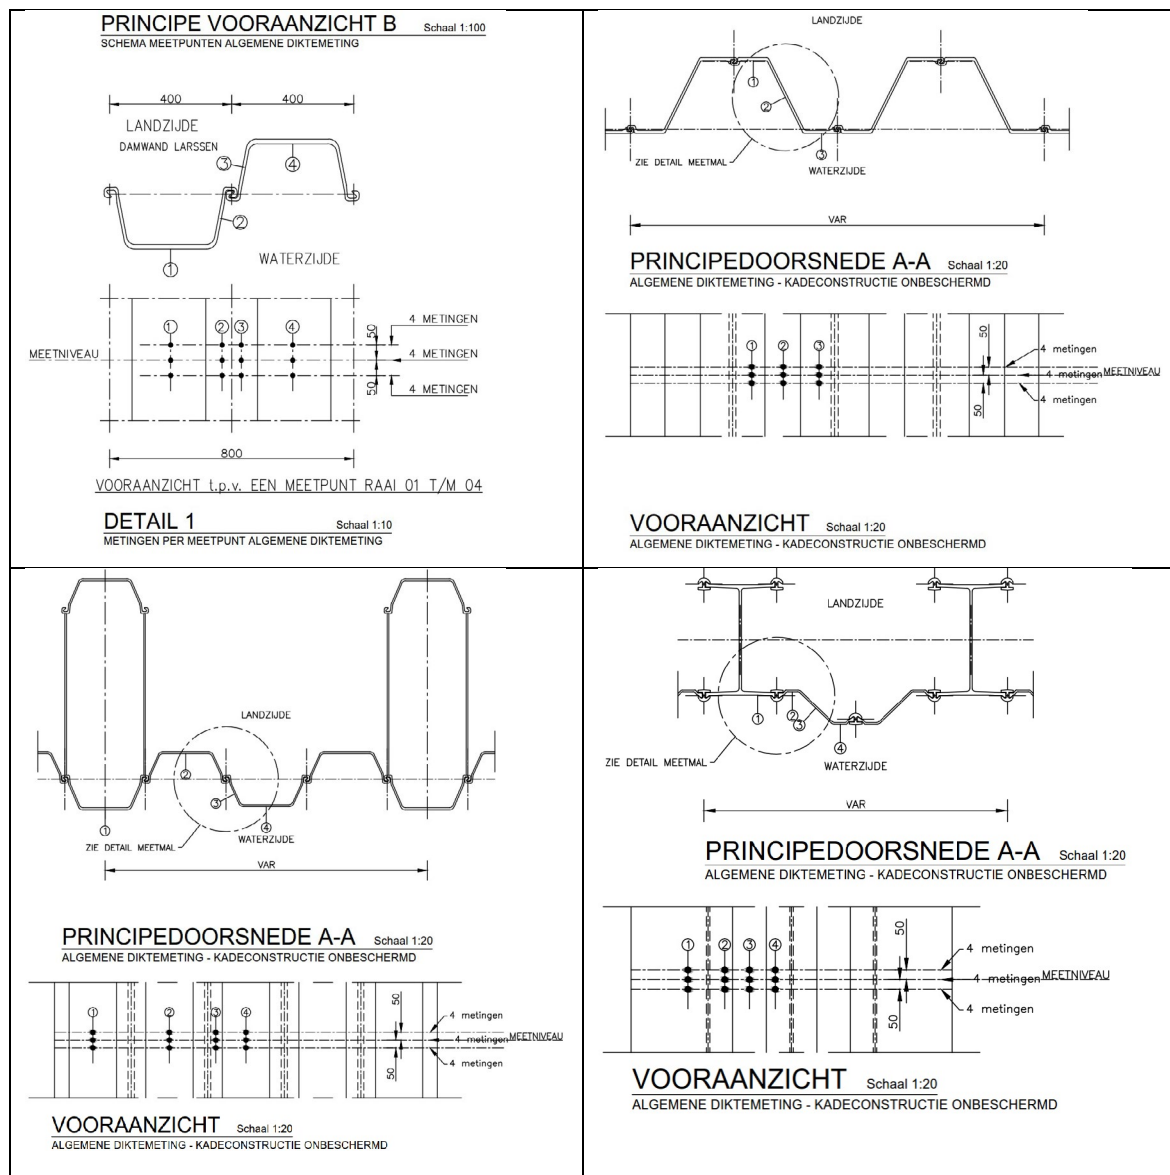 PRINCIPE VOORAANZICHT B Schaal 1:100
SCHEMA MEETPUNTEN ALGEMENE DIKTEMETING
400 400
LANDZIJDE
DAMWAND LARSSEN
3 4
2
WATERZIJDE
1
1 2 3 4
50
4 METINGEN
MEETNIVEAU
4 METINGEN
50
4 METINGEN
800
VOORAANZICHT t.p.v. EEN MEETPUNT RAAI 01 T/M 04
DETAIL 1 Schaal 1:10
METINGEN PER MEETPUNT ALGEMENE DIKTEMETING
LANDZIJDE
1
2
3
ZIE DETAIL MEETMAL
WATERZIJDE
VAR
PRINCIPEDOORSNEDE A-A Schaal 1:20
ALGEMENE DIKTEMETING - KADECONSTRUCTIE ONBESCHERMD
1 2 3
50
4 metingen
4 metingen MEETNIVEAU
50
4 metingen
VOORAANZICHT Schaal 1:20
ALGEMENE DIKTEMETING - KADECONSTRUCTIE ONBESCHERMD
LANDZIJDE
2
3
1
4
WATERZIJDE
ZIE DETAIL MEETMAL
VAR
PRINCIPEDOORSNEDE A-A Schaal 1:20
ALGEMENE DIKTEMETING - KADECONSTRUCTIE ONBESCHERMD
1 2 3 4
50
4 metingen
4 metingen MEETNIVEAU
50
4 metingen
VOORAANZICHT Schaal 1:20
ALGEMENE DIKTEMETING - KADECONSTRUCTIE ONBESCHERMD
LANDZIJDE
1 2
3
4
ZIE DETAIL MEETMAL
WATERZIJDE
VAR
PRINCIPEDOORSNEDE A-A Schaal 1:20
ALGEMENE DIKTEMETING - KADECONSTRUCTIE ONBESCHERMD
1 2 3 4
50
4 metingen
4 metingen MEETNIVEAU
50
4 metingen
VOORAANZICHT Schaal 1:20
ALGEMENE DIKTEMETING - KADECONSTRUCTIE ONBESCHERMD